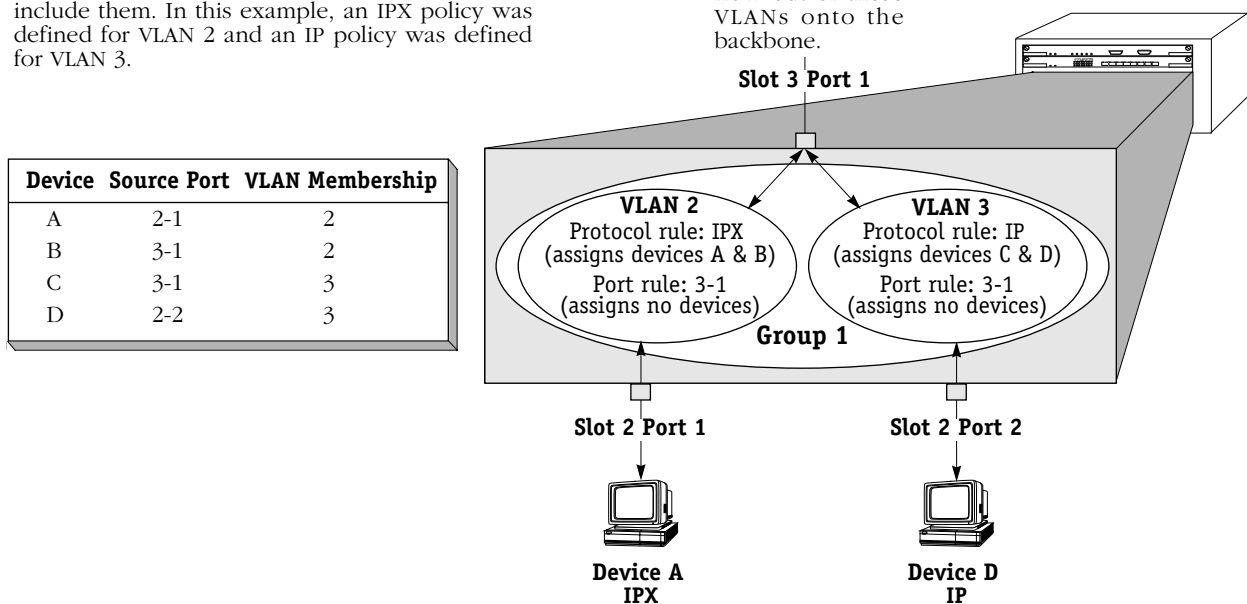 include them. In this example, an IPX policy was
defined for VLAN 2 and an IP policy was defined
for VLAN 3.
VLANs onto the
backbone.
Slot 3 Port 1
Device Source Port VLAN Membership
A 2-1 2
B 3-1 2
C 3-1 3
D 2-2 3
VLAN 2
Protocol rule: IPX
(assigns devices A & B)
Port rule: 3-1
(assigns no devices)
VLAN 3
Protocol rule: IP
(assigns devices C & D)
Port rule: 3-1
(assigns no devices)
Group 1
Slot 2 Port 1
Slot 2 Port 2
Device A
IPX
Device D
IP